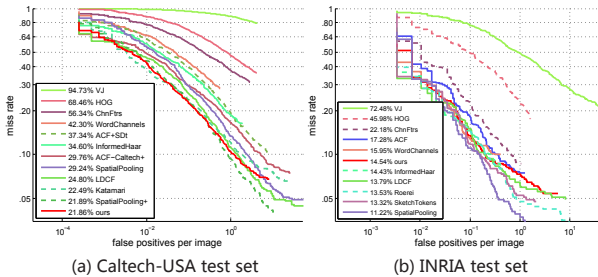 1
.80
.64
.50
.40
.30
.20
.10
.05
miss rate
94.73% VJ
68.46% HOG
56.34% ChnFtrs
42.30% WordChannels
37.34% ACF+SDt
34.60% InformedHaar
29.76% ACF-Caltech+
29.24% SpatialPooling
24.80% LDCF
22.49% Katamari
21.89% SpatialPooling+
21.86% ours
10⁻⁴
10⁻²
10⁰
false positives per image
(a) Caltech-USA test set
1
.80
.64
.50
.40
.30
.20
.10
.05
miss rate
72.48% VJ
45.98% HOG
22.18% ChnFtrs
17.28% ACF
15.95% WordChannels
14.54% ours
14.43% InformedHaar
13.79% LDCF
13.53% Roerei
13.32% SketchTokens
11.22% SpatialPooling
10⁻³
10⁻²
10⁻¹
10⁰
10¹
false positives per image
(b) INRIA test set